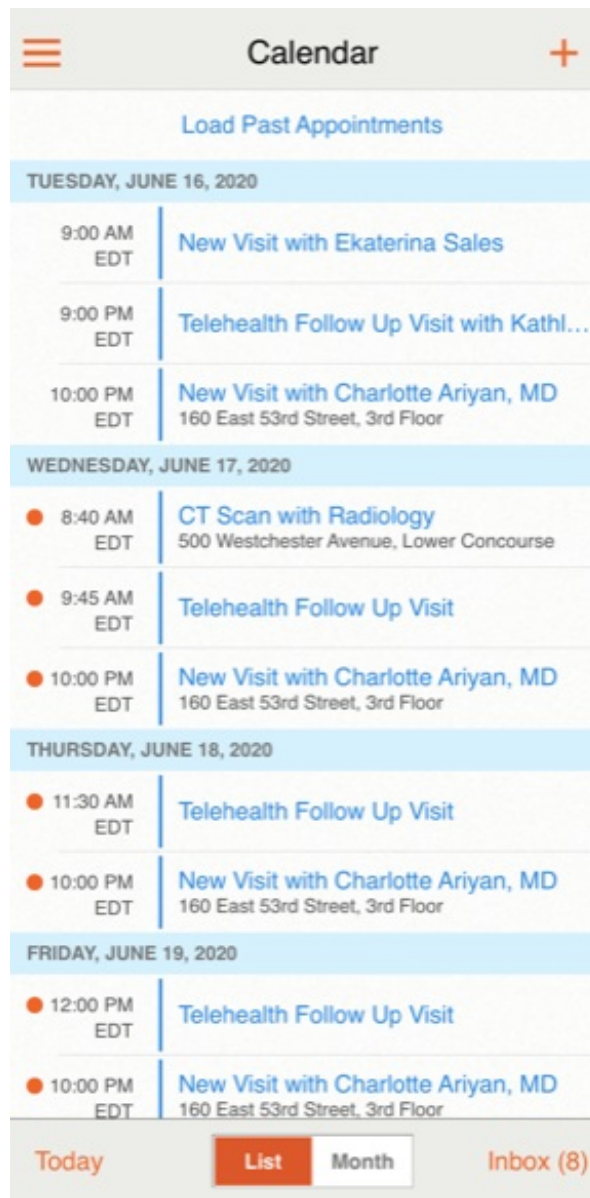 Calendar
Load Past Appointments
TUESDAY, JUNE 16, 2020
9:00 AM
EDT
New Visit with Ekaterina Sales
9:00 PM
EDT
Telehealth Follow Up Visit with Kathl...
10:00 PM
EDT
New Visit with Charlotte Ariyan, MD
160 East 53rd Street, 3rd Floor
WEDNESDAY, JUNE 17, 2020
8:40 AM
EDT
CT Scan with Radiology
500 Westchester Avenue, Lower Concourse
9:45 AM
EDT
Telehealth Follow Up Visit
10:00 PM
EDT
New Visit with Charlotte Ariyan, MD
160 East 53rd Street, 3rd Floor
THURSDAY, JUNE 18, 2020
11:30 AM
EDT
Telehealth Follow Up Visit
10:00 PM
EDT
New Visit with Charlotte Ariyan, MD
160 East 53rd Street, 3rd Floor
FRIDAY, JUNE 19, 2020
12:00 PM
EDT
Telehealth Follow Up Visit
10:00 PM
EDT
New Visit with Charlotte Ariyan, MD
160 East 53rd Street, 3rd Floor
Today
List
Month
Inbox (8)